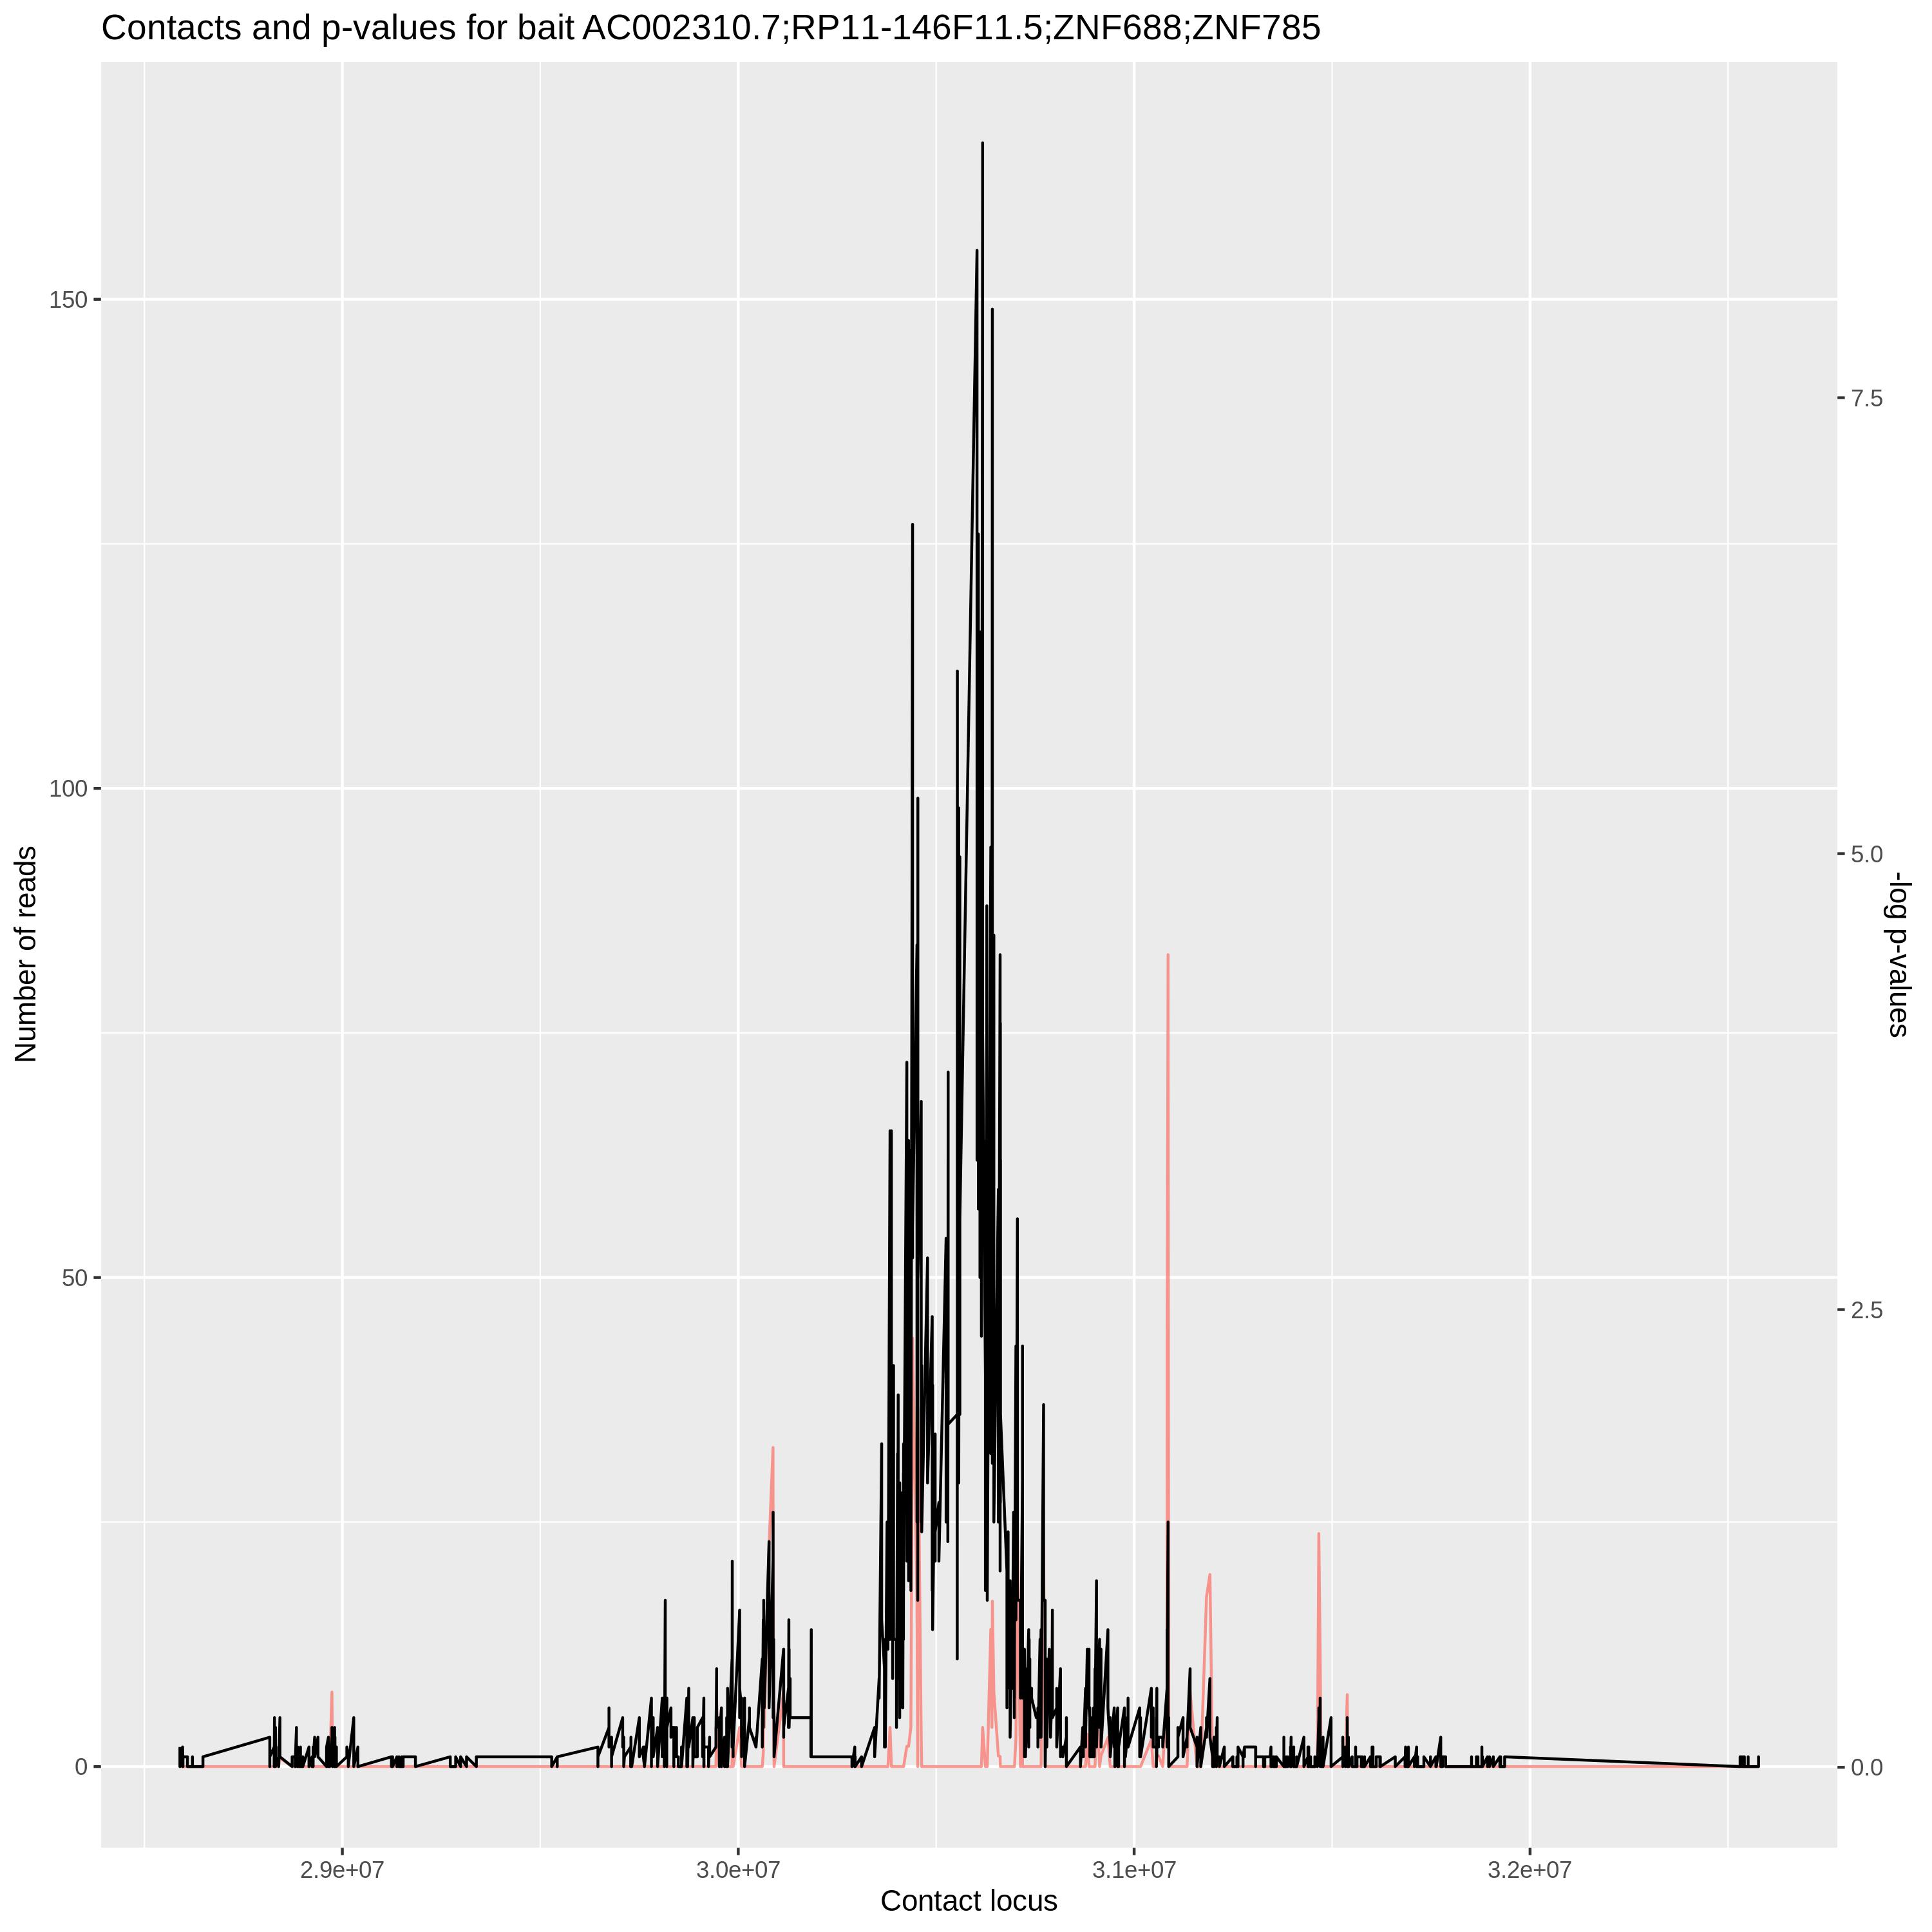 Contacts and p-values for bait AC002310.7;RP11-146F11.5;ZNF688;ZNF785
150
100
50
0
Number of reads
7.5
5.0
2.5
0.0
-log p-values
2.9e+07
3.0e+07
3.1e+07
3.2e+07
Contact locus